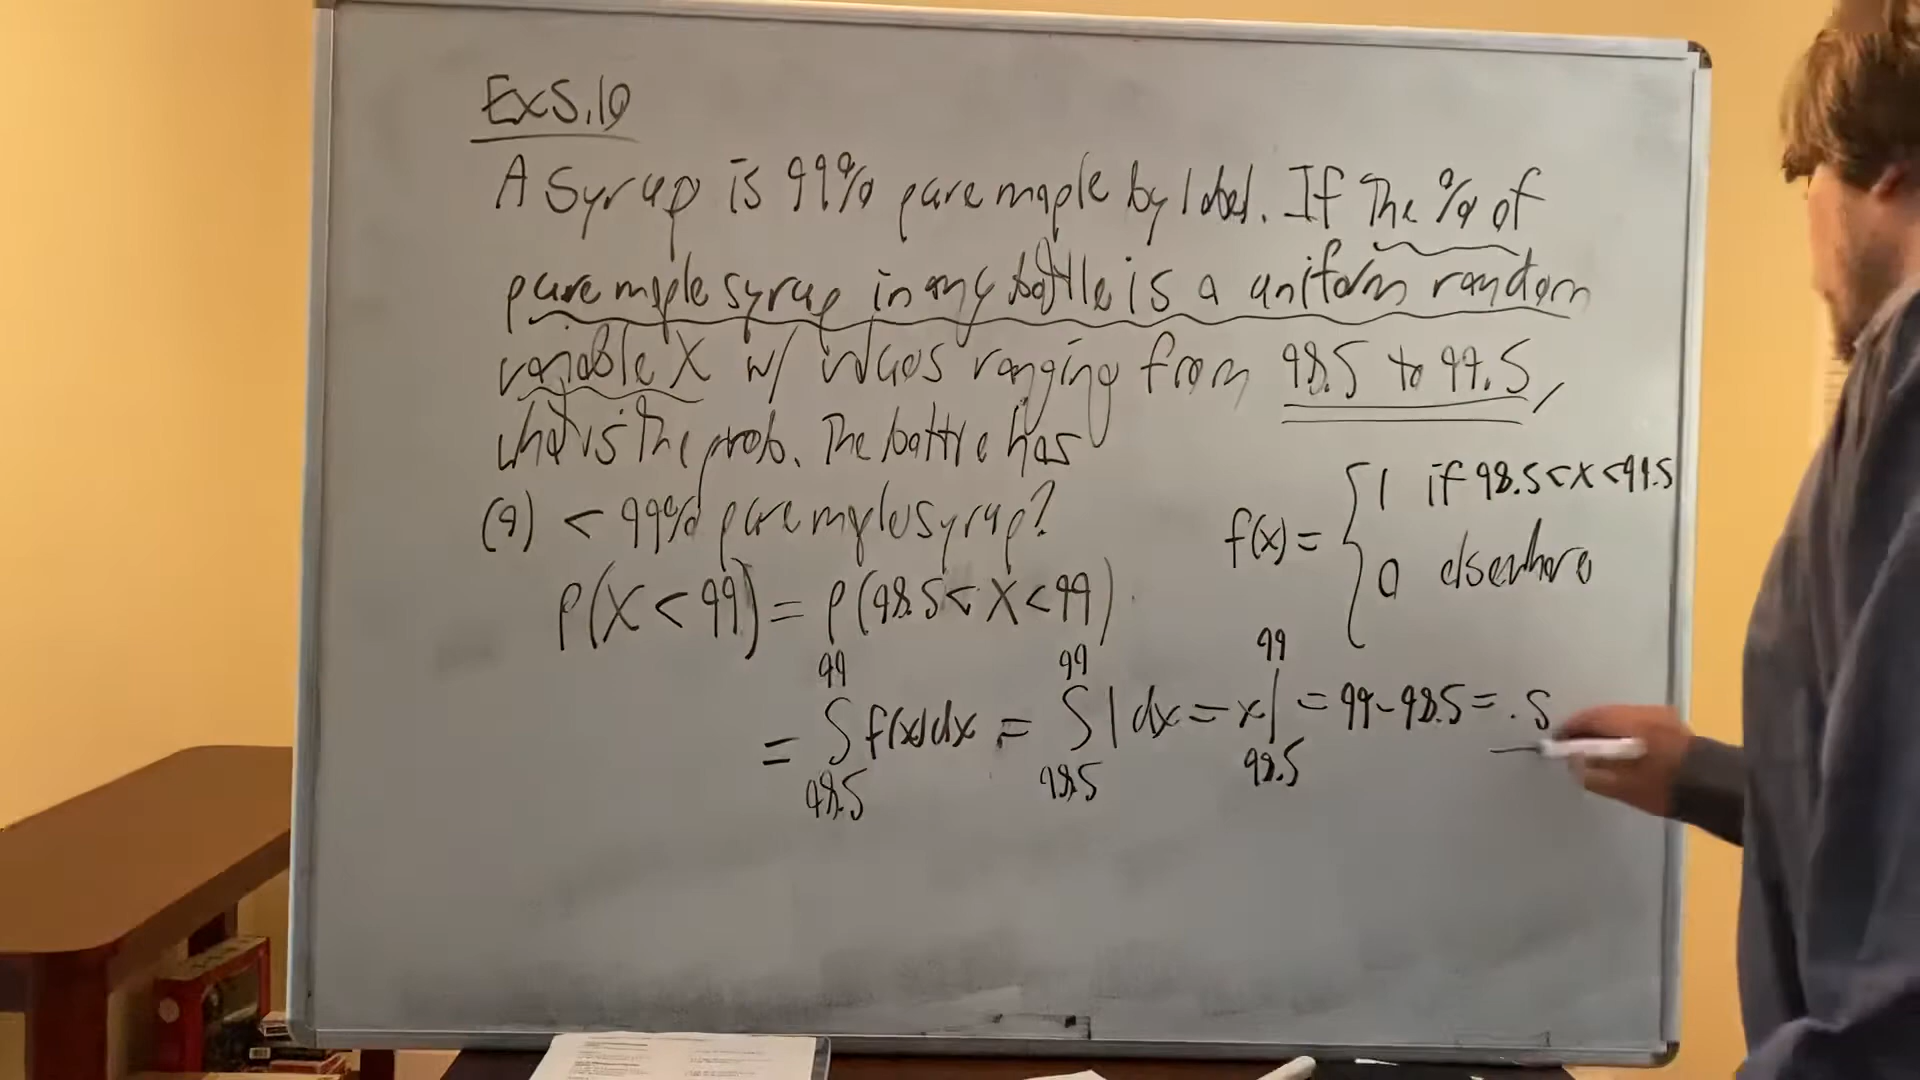 Ex 5.10
A syrup is 99% pure maple by label. If the % of
pure maple syrup in any bottle is a uniform random
variable X w/ values ranging from 98.5 to 99.5,
what is the prob. the bottle has
(a) < 99% pure maple syrup?
f(x) = { 1 if 98.5 < x < 99.5
0 elsewhere
P(X < 99) = P(98.5 < X < 99)
= ∫_{98.5}^{99} f(x)dx = ∫_{98.5}^{99} 1 dx = x|_{98.5}^{99} = 99 - 98.5 = .5